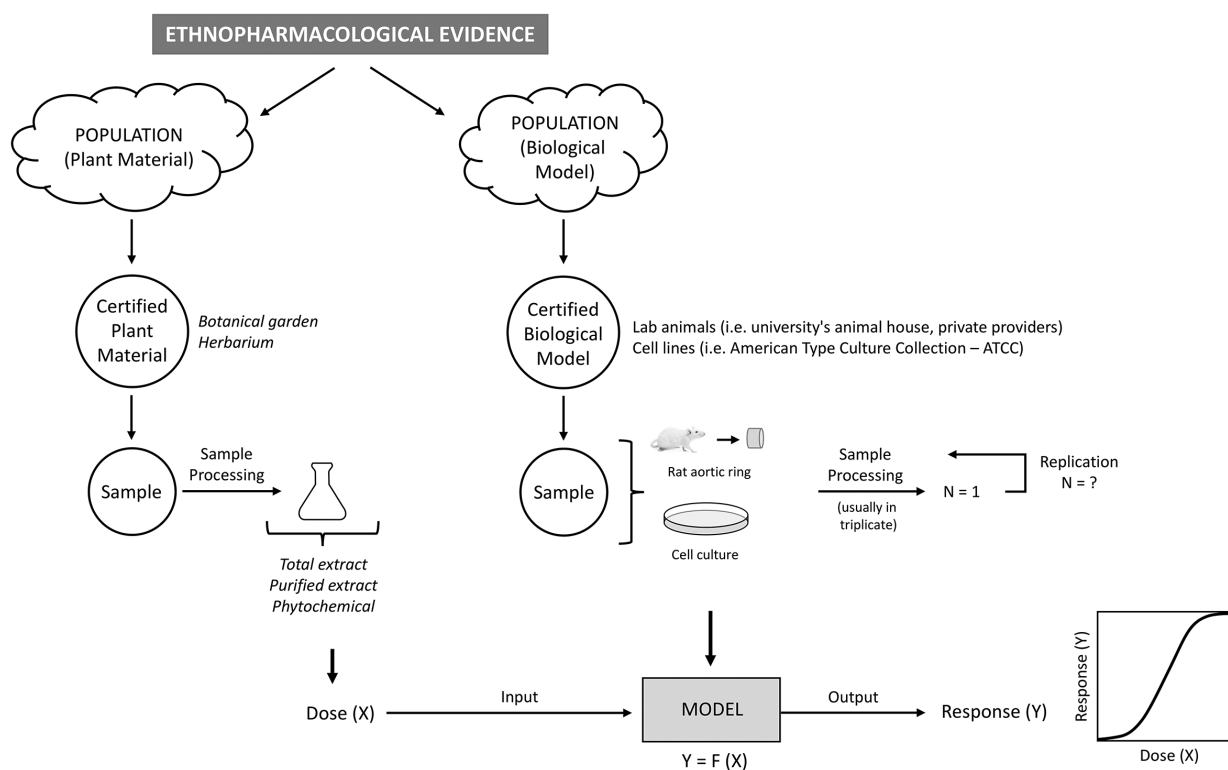 ETHNOPHARMACOLOGICAL EVIDENCE
POPULATION
(Plant Material)
POPULATION
(Biological
Model)
Certified
Plant
Material
Botanical garden
Herbarium
Certified
Biological
Model
Lab animals (i.e. university's animal house, private providers)
Cell lines (i.e. American Type Culture Collection – ATCC)
Sample
Sample
Processing
Total extract
Purified extract
Phytochemical
Sample
Rat aortic ring
Cell culture
Sample
Processing
(usually in
triplicate)
N = 1
Replication
N = ?
Dose (X)
Input
MODEL
Y = F (X)
Output
Response (Y)
Response (Y)
Dose (X)